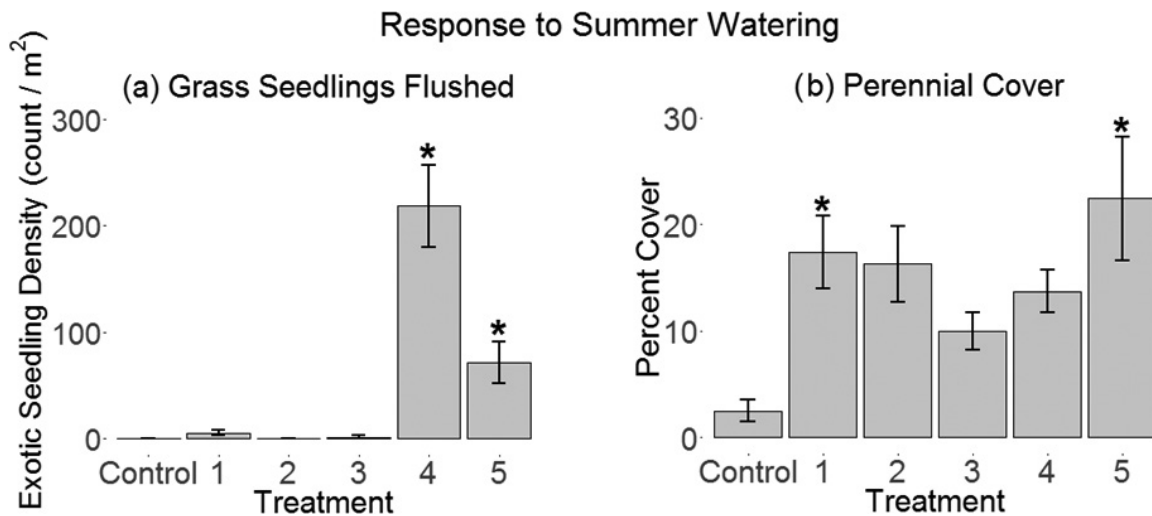 Response to Summer Watering
(a) Grass Seedlings Flushed
Exotic Seedling Density (count / m²)
300
200
100
0
*
*
Control 1 2 3 4 5
Treatment
(b) Perennial Cover
Percent Cover
30
20
10
0
*
*
Control 1 2 3 4 5
Treatment